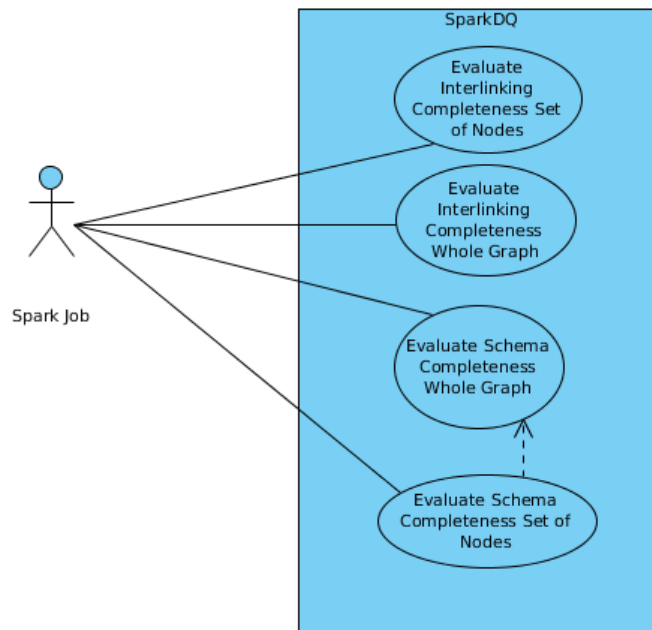 SparkDQ
Evaluate
Interlinking
Completeness Set
of Nodes
Evaluate
Interlinking
Completeness
Whole Graph
Spark Job
Evaluate Schema
Completeness
Whole Graph
Evaluate Schema
Completeness Set of
Nodes